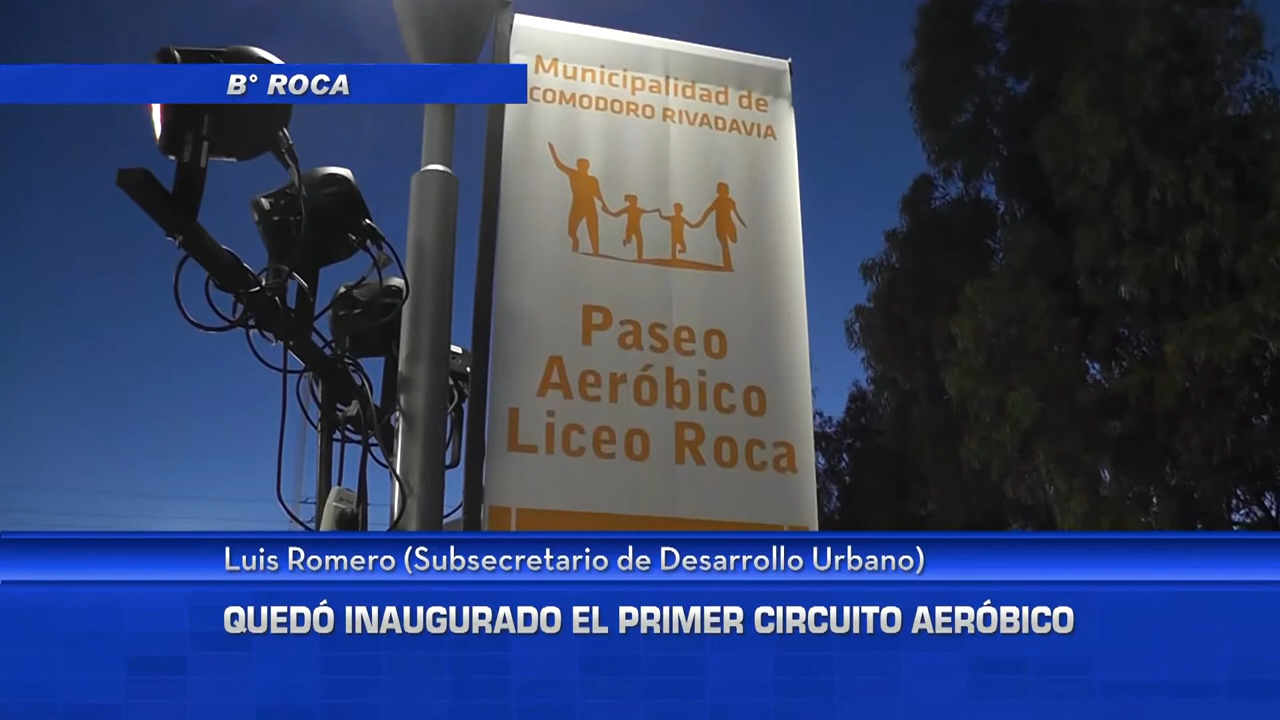 B° ROCA
Municipalidad de
COMODORO RIVADAVIA
Paseo
Aeróbico
Liceo Roca
Luis Romero (Subsecretario de Desarrollo Urbano)
QUEDÓ INAUGURADO EL PRIMER CIRCUITO AERÓBICO